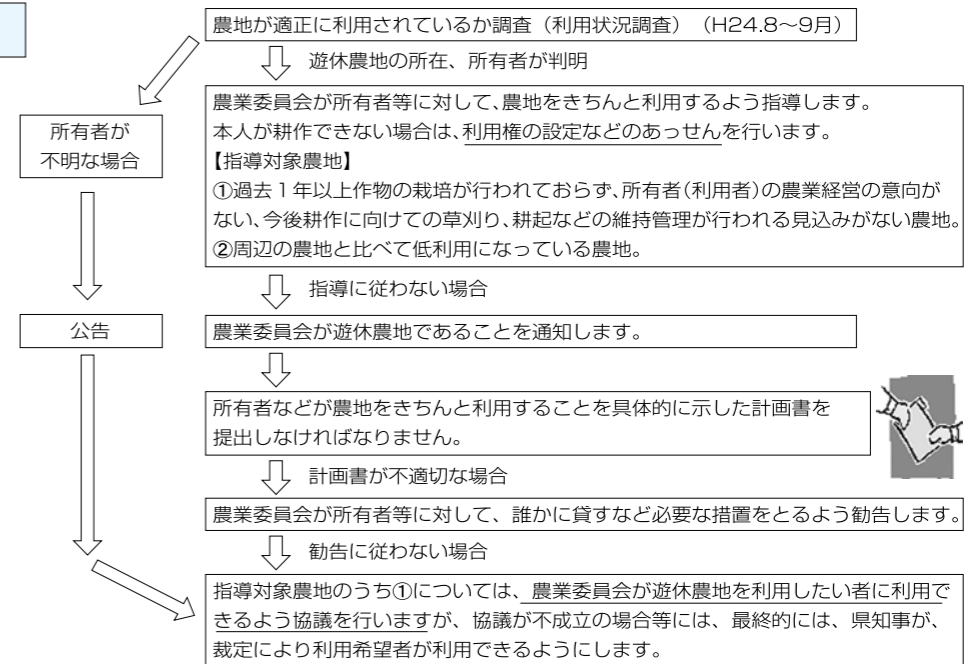 農地が適正に利用されているか調査（利用状況調査）（H24.8～9月）
遊休農地の所在、所有者が判明
農業委員会が所有者等に対して、農地をきちんと利用するよう指導します。
本人が耕作できない場合は、利用権の設定などのあっせんを行います。
【指導対象農地】
①過去１年以上作物の栽培が行われておらず、所有者（利用者）の農業経営の意向が
ない、今後耕作に向けての草刈り、耕起などの維持管理が行われる見込みがない農地。
②周辺の農地と比べて低利用になっている農地。
所有者が
不明な場合
指導に従わない場合
公告
農業委員会が遊休農地であることを通知します。
所有者などが農地をきちんと利用することを具体的に示した計画書を
提出しなければなりません。
計画書が不適切な場合
農業委員会が所有者等に対して、誰かに貸すなど必要な措置をとるよう勧告します。
勧告に従わない場合
指導対象農地のうち①については、農業委員会が遊休農地を利用したい者に利用で
きるよう協議を行いますが、協議が不成立の場合等には、最終的には、県知事が、
裁定により利用希望者が利用できるようにします。